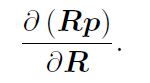 ∂ (Rp)
∂R .